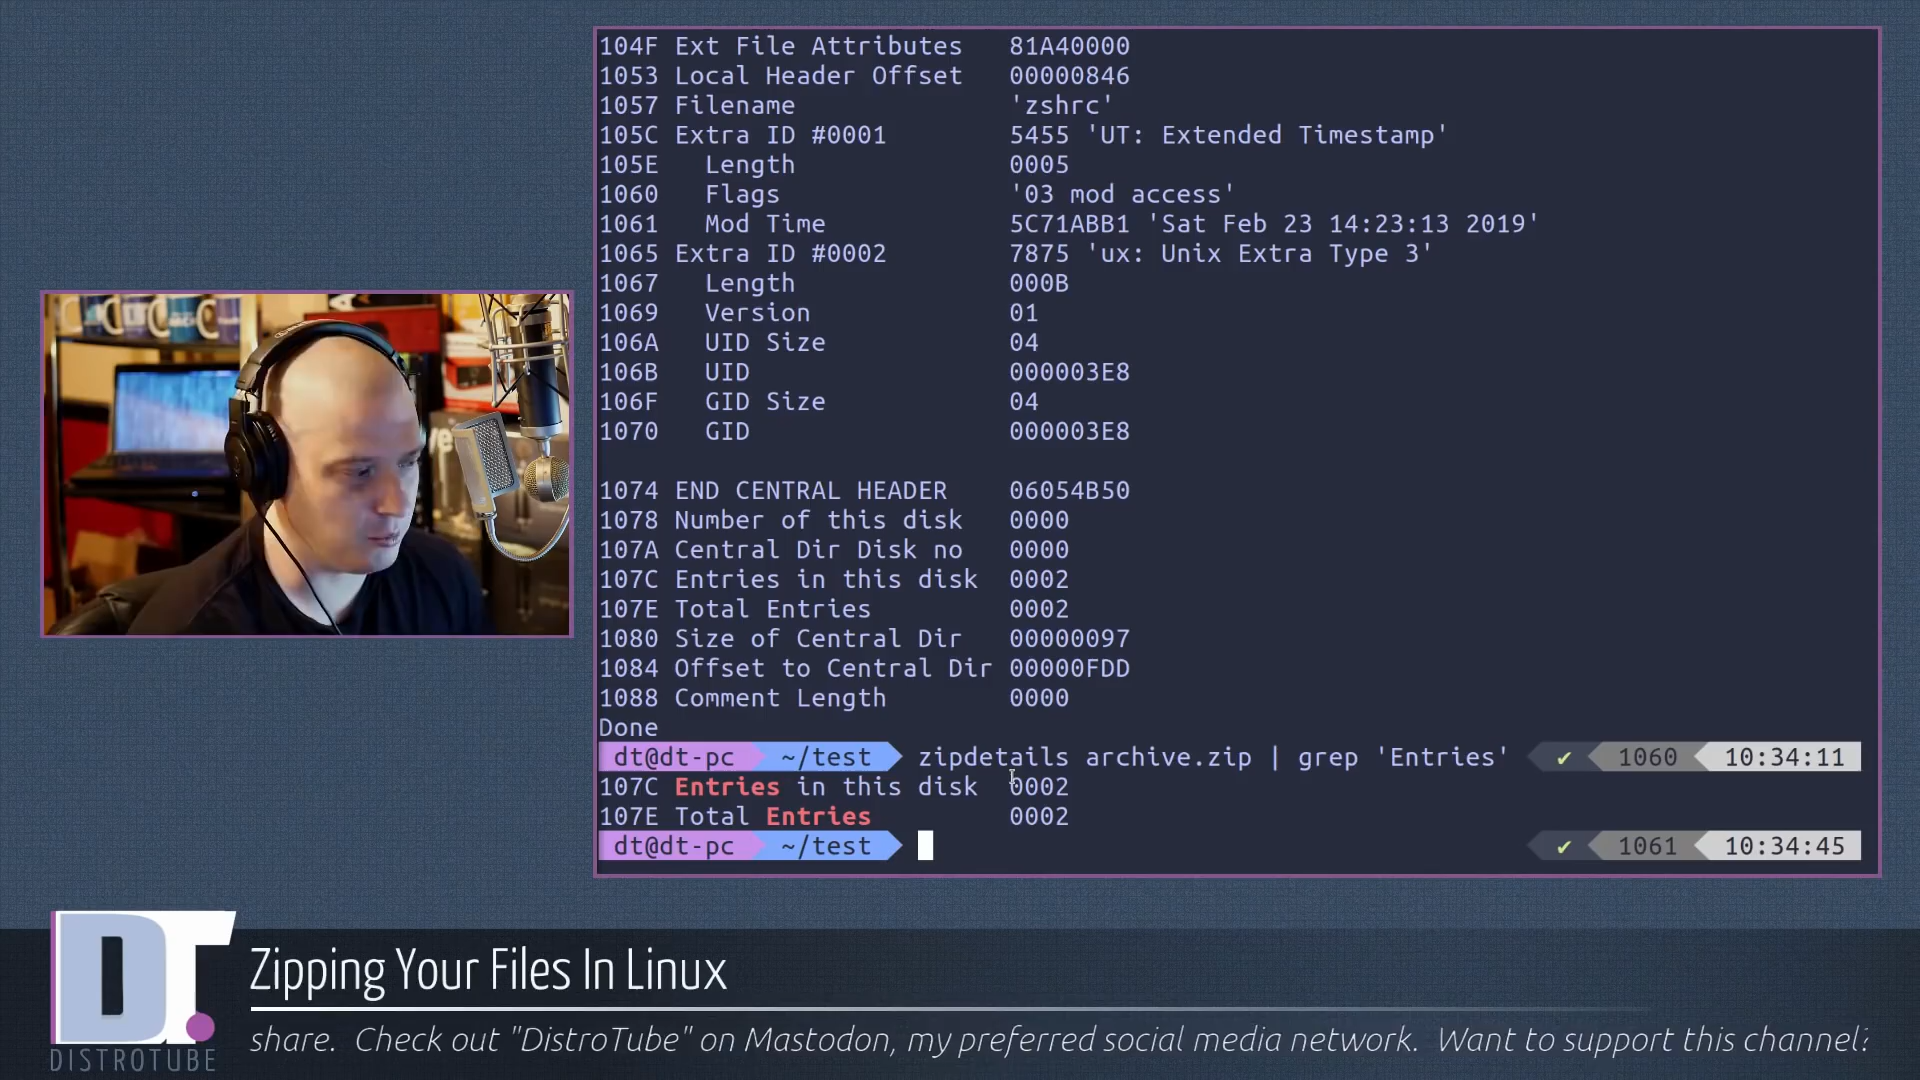 104F Ext File Attributes 81A40000
1053 Local Header Offset 00000846
1057 Filename 'zshrc'
105C Extra ID #0001 5455 'UT: Extended Timestamp'
105E Length 0005
1060 Flags '03 mod access'
1061 Mod Time 5C71ABB1 'Sat Feb 23 14:23:13 2019'
1065 Extra ID #0002 7875 'ux: Unix Extra Type 3'
1067 Length 000B
1069 Version 01
106A UID Size 04
106B UID 000003E8
106F GID Size 04
1070 GID 000003E8
1074 END CENTRAL HEADER 06054B50
1078 Number of this disk 0000
107A Central Dir Disk no 0000
107C Entries in this disk 0002
107E Total Entries 0002
1080 Size of Central Dir 00000097
1084 Offset to Central Dir 00000FDD
1088 Comment Length 0000
Done
dt@dt-pc ~/test zipdetails archive.zip | grep 'Entries' ✔ 1060 10:34:11
107C Entries in this disk 0002
107E Total Entries 0002
dt@dt-pc ~/test ✔ 1061 10:34:45
DT
DISTROTUBE
Zipping Your Files In Linux
share. Check out "DistroTube" on Mastodon, my preferred social media network. Want to support this channel?